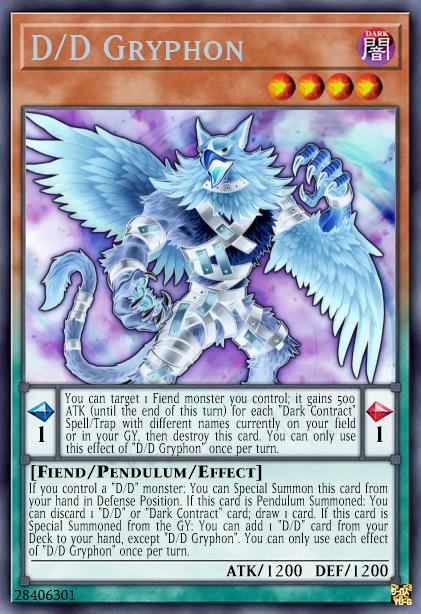 D/D Gryphon
DARK
闇
You can target 1 Fiend monster you control; it gains 500
ATK (until the end of this turn) for each "Dark Contract"
Spell/Trap with different names currently on your field
or in your GY, then destroy this card. You can only use
this effect of "D/D Gryphon" once per turn.
1
1
[Fiend/Pendulum/Effect]
If you control a "D/D" monster: You can Special Summon this card from
your hand in Defense Position. If this card is Pendulum Summoned: You
can discard 1 "D/D" or "Dark Contract" card; draw 1 card. If this card is
Special Summoned from the GY: You can add 1 "D/D" card from your
Deck to your hand, except "D/D Gryphon". You can only use each effect
of "D/D Gryphon" once per turn.
ATK/1200 DEF/1200
28406301